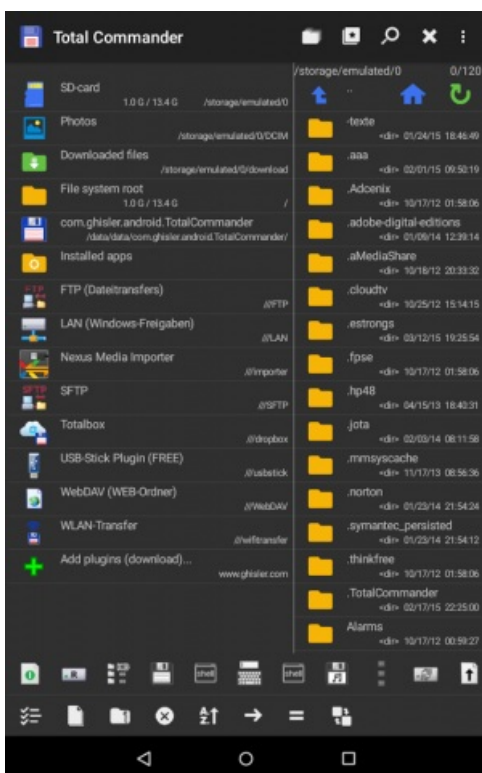 Total Commander
SD-card
1.0 G / 13.4 G /storage/emulated/0
Photos
/storage/emulated/0/DCIM
Downloaded files
/storage/emulated/0/download
File system root
1.0 G / 13.4 G /
com.ghisler.android.TotalCommander
/data/data/com.ghisler.android.TotalCommander/
Installed apps
FTP
FTP (Dateitransfers)
///FTP
LAN (Windows-Freigaben)
///LAN
Nexus Media Importer
///importer
SFTP
SFTP
///SFTP
Totalbox
///dropbox
USB-Stick Plugin (FREE)
///usbstick
WebDAV (WEB-Ordner)
///WebDAV
WLAN-Transfer
///wifitransfer
Add plugins (download)...
www.ghisler.com
/storage/emulated/0 0/120
..
-texte
<dir> 01/24/15 18:46:49
.aaa
<dir> 02/01/15 09:50:19
.Adcenix
<dir> 10/17/12 01:58:06
.adobe-digital-editions
<dir> 01/09/14 12:39:14
.aMediaShare
<dir> 10/18/12 20:33:32
.cloudtv
<dir> 10/25/12 15:14:15
.estrongs
<dir> 03/12/15 19:25:54
.fpse
<dir> 10/17/12 01:58:06
.hp48
<dir> 04/15/13 18:40:31
.jota
<dir> 02/03/14 08:11:58
.mmsyscache
<dir> 11/17/13 08:56:36
.norton
<dir> 01/23/14 21:54:24
.symantec_persisted
<dir> 01/23/14 21:54:12
.thinkfree
<dir> 10/17/12 01:58:06
.TotalCommander
<dir> 02/17/15 22:25:00
Alarms
<dir> 10/17/12 00:59:27
R
shell
shell
A
Z